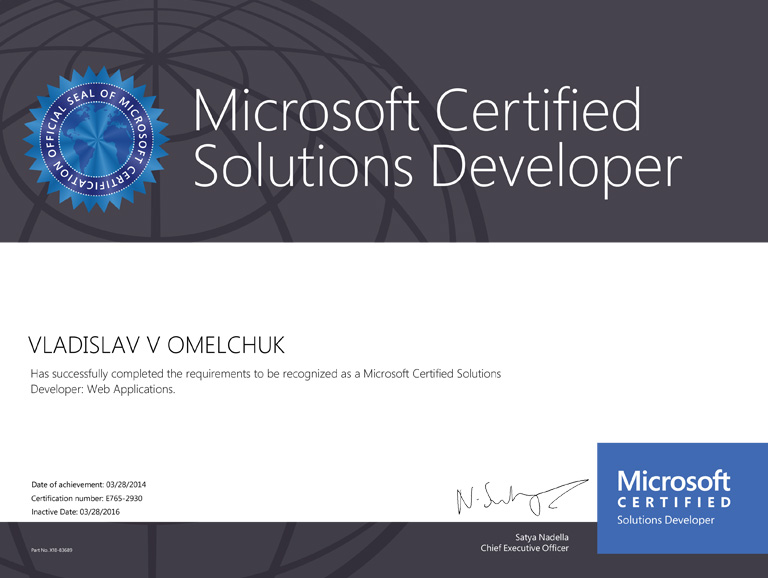 OFFICIAL SEAL OF MICROSOFT CERTIFICATION
Microsoft Certified
Solutions Developer
VLADISLAV V OMELCHUK
Has successfully completed the requirements to be recognized as a Microsoft Certified Solutions
Developer: Web Applications.
Date of achievement: 03/28/2014
Certification number: E765-2930
Inactive Date: 03/28/2016
Satya Nadella
Chief Executive Officer
Part No. X18-83689
Microsoft
CERTIFIED
Solutions Developer